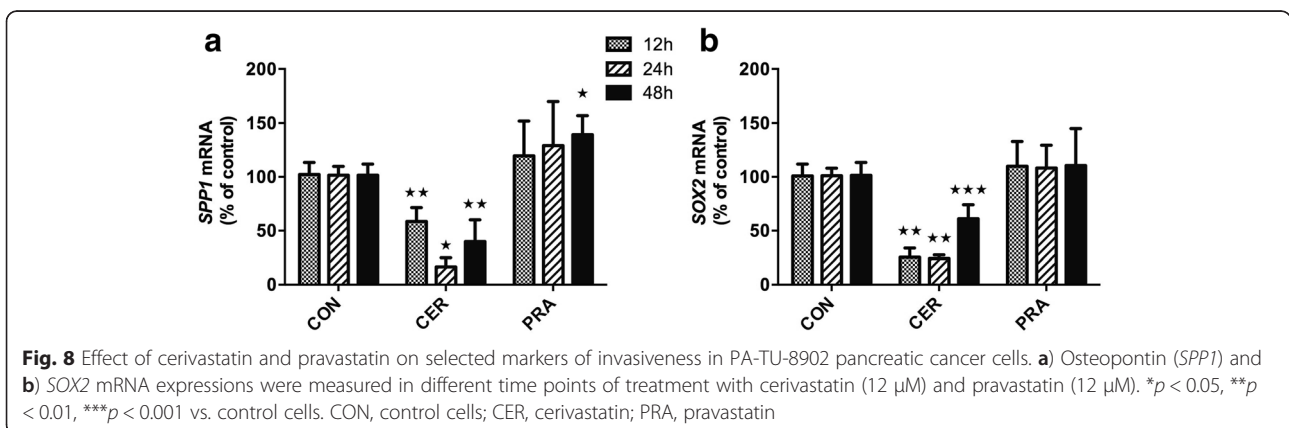 a
12h
24h
48h
b
200
150
100
50
0
SPP1 mRNA
(% of control)
★★
★
★★
★
CON
CER
PRA
200
150
100
50
0
SOX2 mRNA
(% of control)
★★
★★
★★★
CON
CER
PRA
Fig. 8 Effect of cerivastatin and pravastatin on selected markers of invasiveness in PA-TU-8902 pancreatic cancer cells. a) Osteopontin (SPP1) and
b) SOX2 mRNA expressions were measured in different time points of treatment with cerivastatin (12 μM) and pravastatin (12 μM). *p < 0.05, **p
< 0.01, ***p < 0.001 vs. control cells. CON, control cells; CER, cerivastatin; PRA, pravastatin